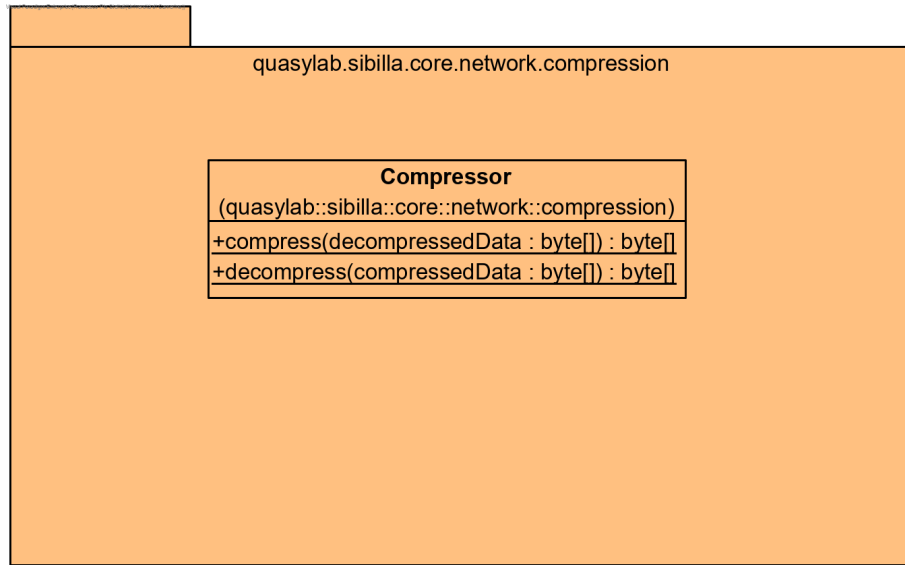 quasylab.sibilla.core.network.compression
Compressor
(quasylab::sibilla::core::network::compression)
+compress(decompressedData : byte[]) : byte[]
+decompress(compressedData : byte[]) : byte[]